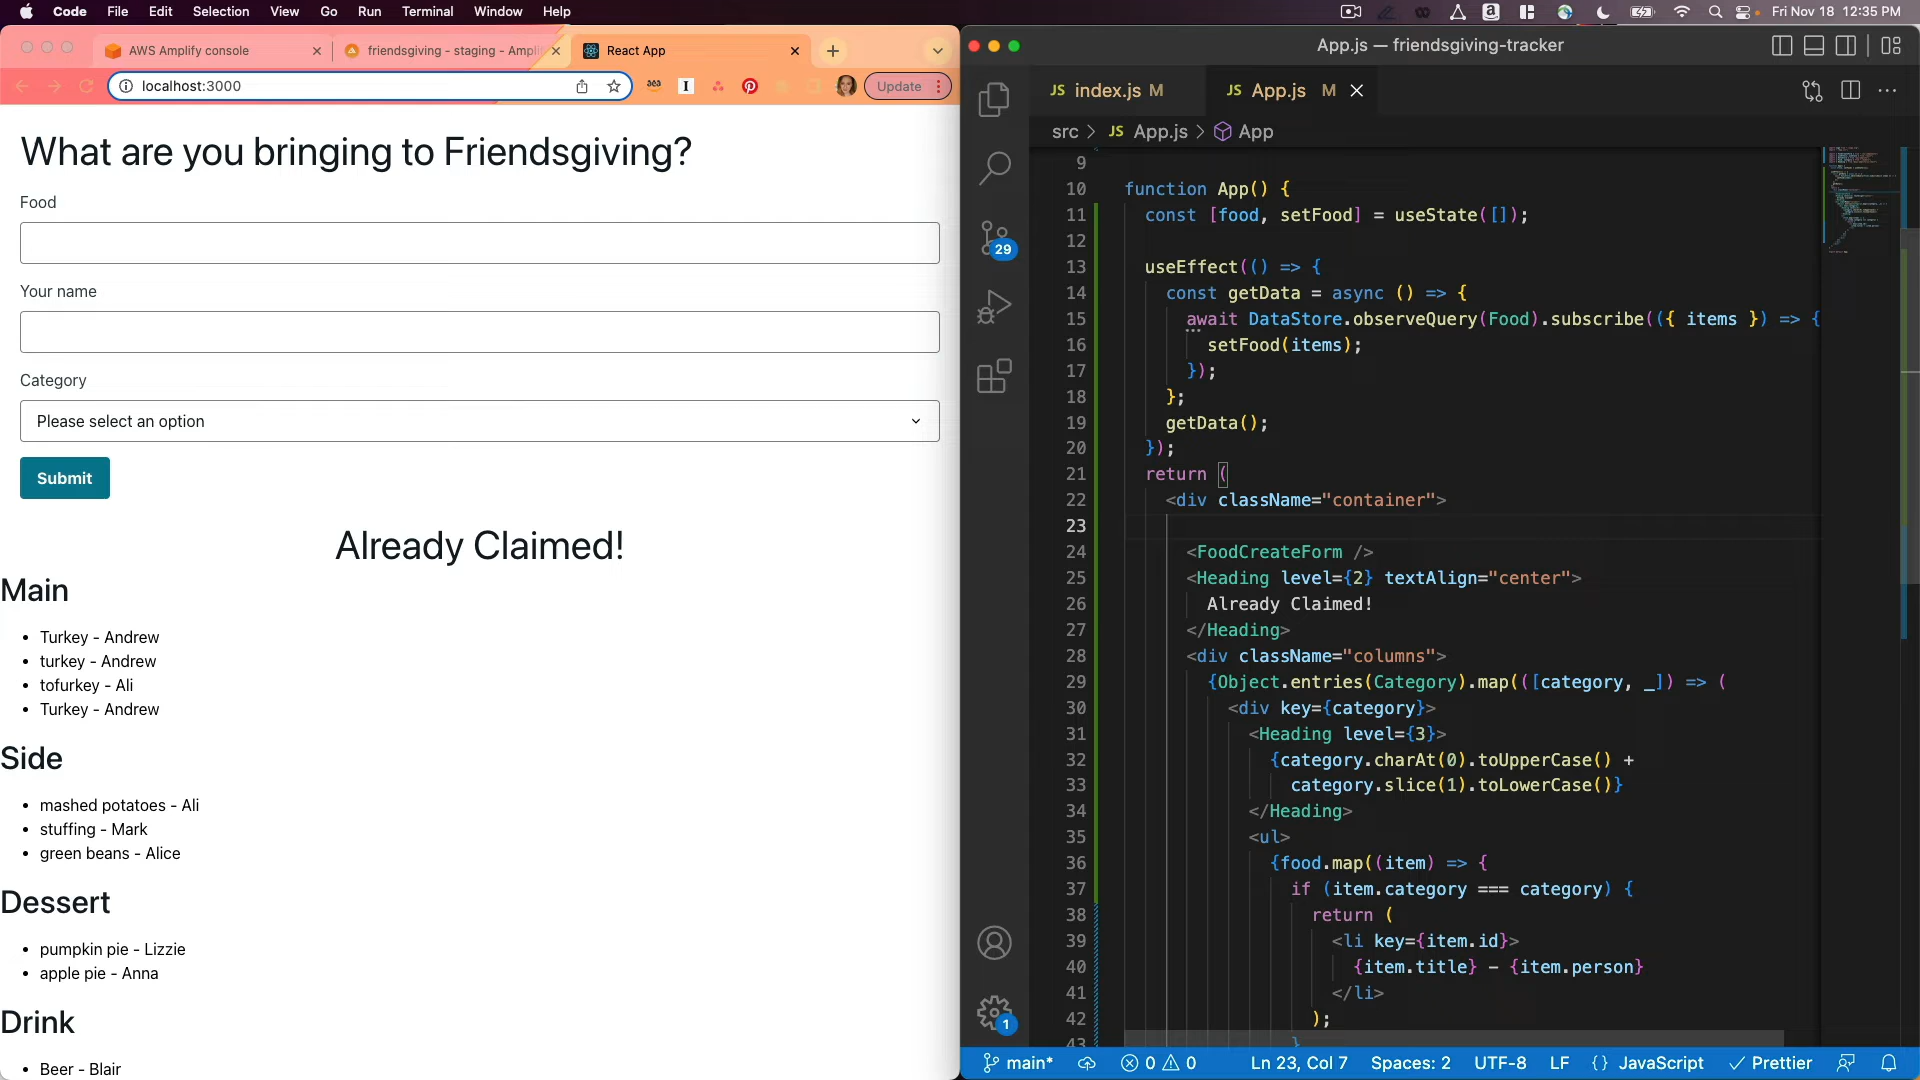 Code File Edit Selection View Go Run Terminal Window Help
Fri Nov 18 12:35 PM
AWS Amplify console
friendsgiving - staging - Ampli
React App
localhost:3000
Update
What are you bringing to Friendsgiving?
Food
Your name
Category
Please select an option
Submit
Already Claimed!
Main
Turkey - Andrew
turkey - Andrew
tofurkey - Ali
Turkey - Andrew
Side
mashed potatoes - Ali
stuffing - Mark
green beans - Alice
Dessert
pumpkin pie - Lizzie
apple pie - Anna
Drink
Beer - Blair
App.js — friendsgiving-tracker
29
1
JS index.js M
JS App.js M
src > JS App.js > App
9
10 function App() {
11 const [food, setFood] = useState([]);
12
13 useEffect(() => {
14 const getData = async () => {
15 await DataStore.observeQuery(Food).subscribe(({ items }) => {
16 setFood(items);
17 });
18 };
19 getData();
20 });
21 return (
22 <div className="container">
23
24 <FoodCreateForm />
25 <Heading level={2} textAlign="center">
26 Already Claimed!
27 </Heading>
28 <div className="columns">
29 {Object.entries(Category).map(([category, _]) => (
30 <div key={category}>
31 <Heading level={3}>
32 {category.charAt(0).toUpperCase() +
33 category.slice(1).toLowerCase()}
34 </Heading>
35 <ul>
36 {food.map((item) => {
37 if (item.category === category) {
38 return (
39 <li key={item.id}>
40 {item.title} - {item.person}
41 </li>
42 );
43 }
main* 0 0 Ln 23, Col 7 Spaces: 2 UTF-8 LF {} JavaScript Prettier